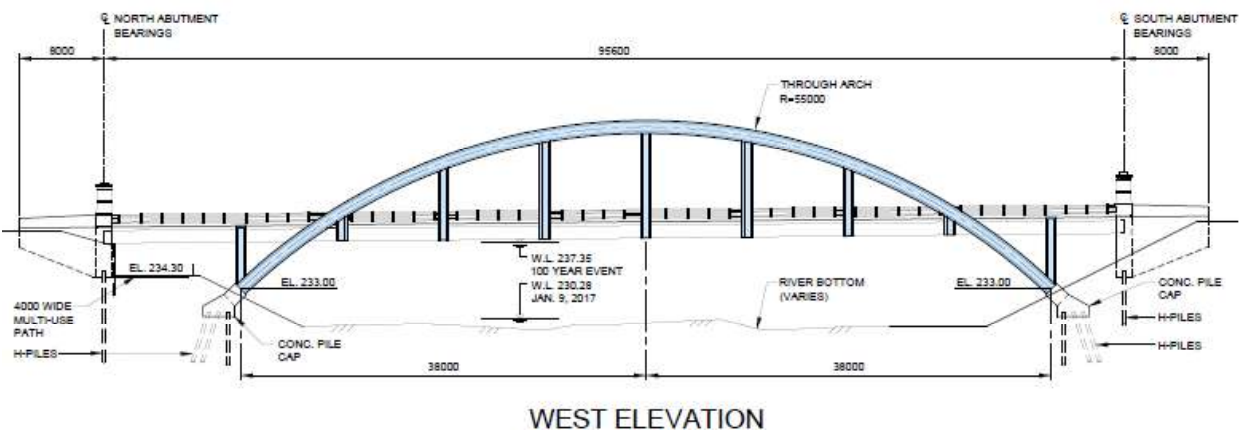 ℄ NORTH ABUTMENT
BEARINGS
℄ SOUTH ABUTMENT
BEARINGS
8000
95600
8000
THROUGH ARCH
R=55000
W.L. 237.35
100 YEAR EVENT
W.L. 230.28
JAN. 9, 2017
EL. 234.30
EL. 233.00
RIVER BOTTOM
(VARIES)
EL. 233.00
CONC. PILE
CAP
4000 WIDE
MULTI-USE
PATH
H-PILES
CONC. PILE
CAP
H-PILES
H-PILES
38000
38000
WEST ELEVATION